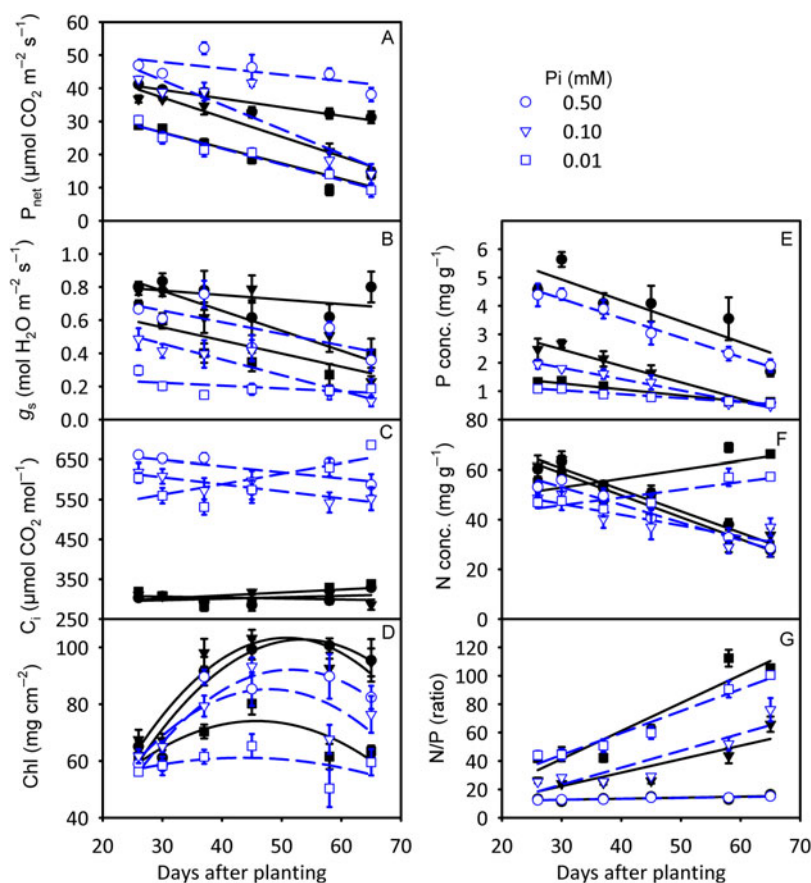 A
60
50
40
30
20
10
0
P_net (µmol CO₂ m⁻² s⁻¹)
Pi (mM)
0.50
0.10
0.01
B
1.0
0.8
0.6
0.4
0.2
0.0
g_s (mol H₂O m⁻² s⁻¹)
C
650
550
450
350
250
C_i (µmol CO₂ mol⁻¹)
D
100
80
60
40
Chl (mg cm⁻²)
20 30 40 50 60 70
Days after planting
E
6
5
4
3
2
1
P conc. (mg g⁻¹)
F
80
60
40
20
0
N conc. (mg g⁻¹)
G
140
120
100
80
60
40
20
0
N/P (ratio)
20 30 40 50 60 70
Days after planting